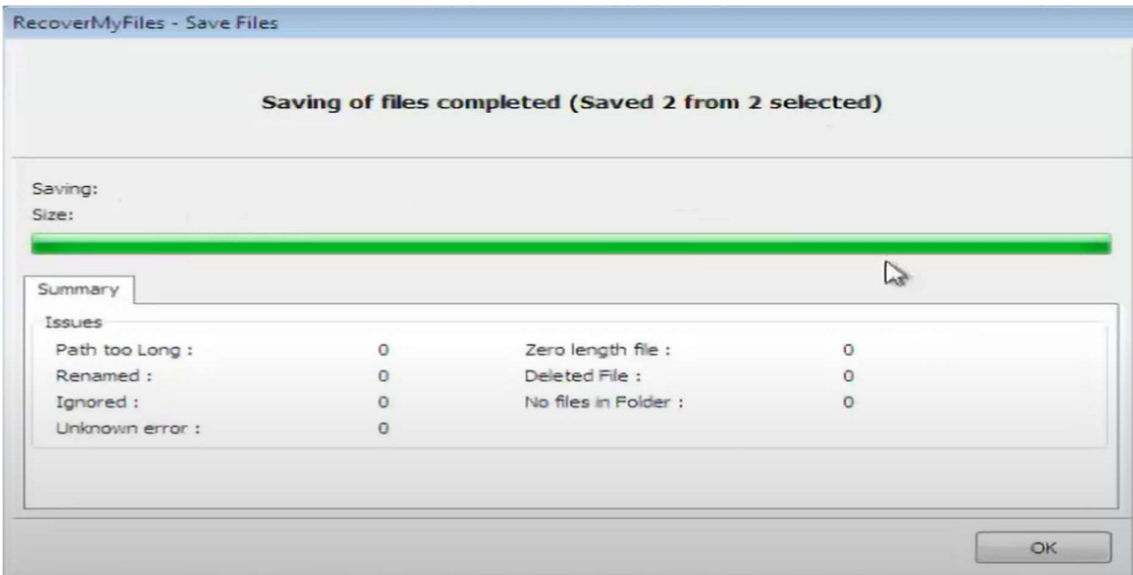 RecoverMyFiles - Save Files
Saving of files completed (Saved 2 from 2 selected)
Saving:
Size:
Summary
Issues
Path too Long : 0 Zero length file : 0
Renamed : 0 Deleted File : 0
Ignored : 0 No files in Folder : 0
Unknown error : 0
OK